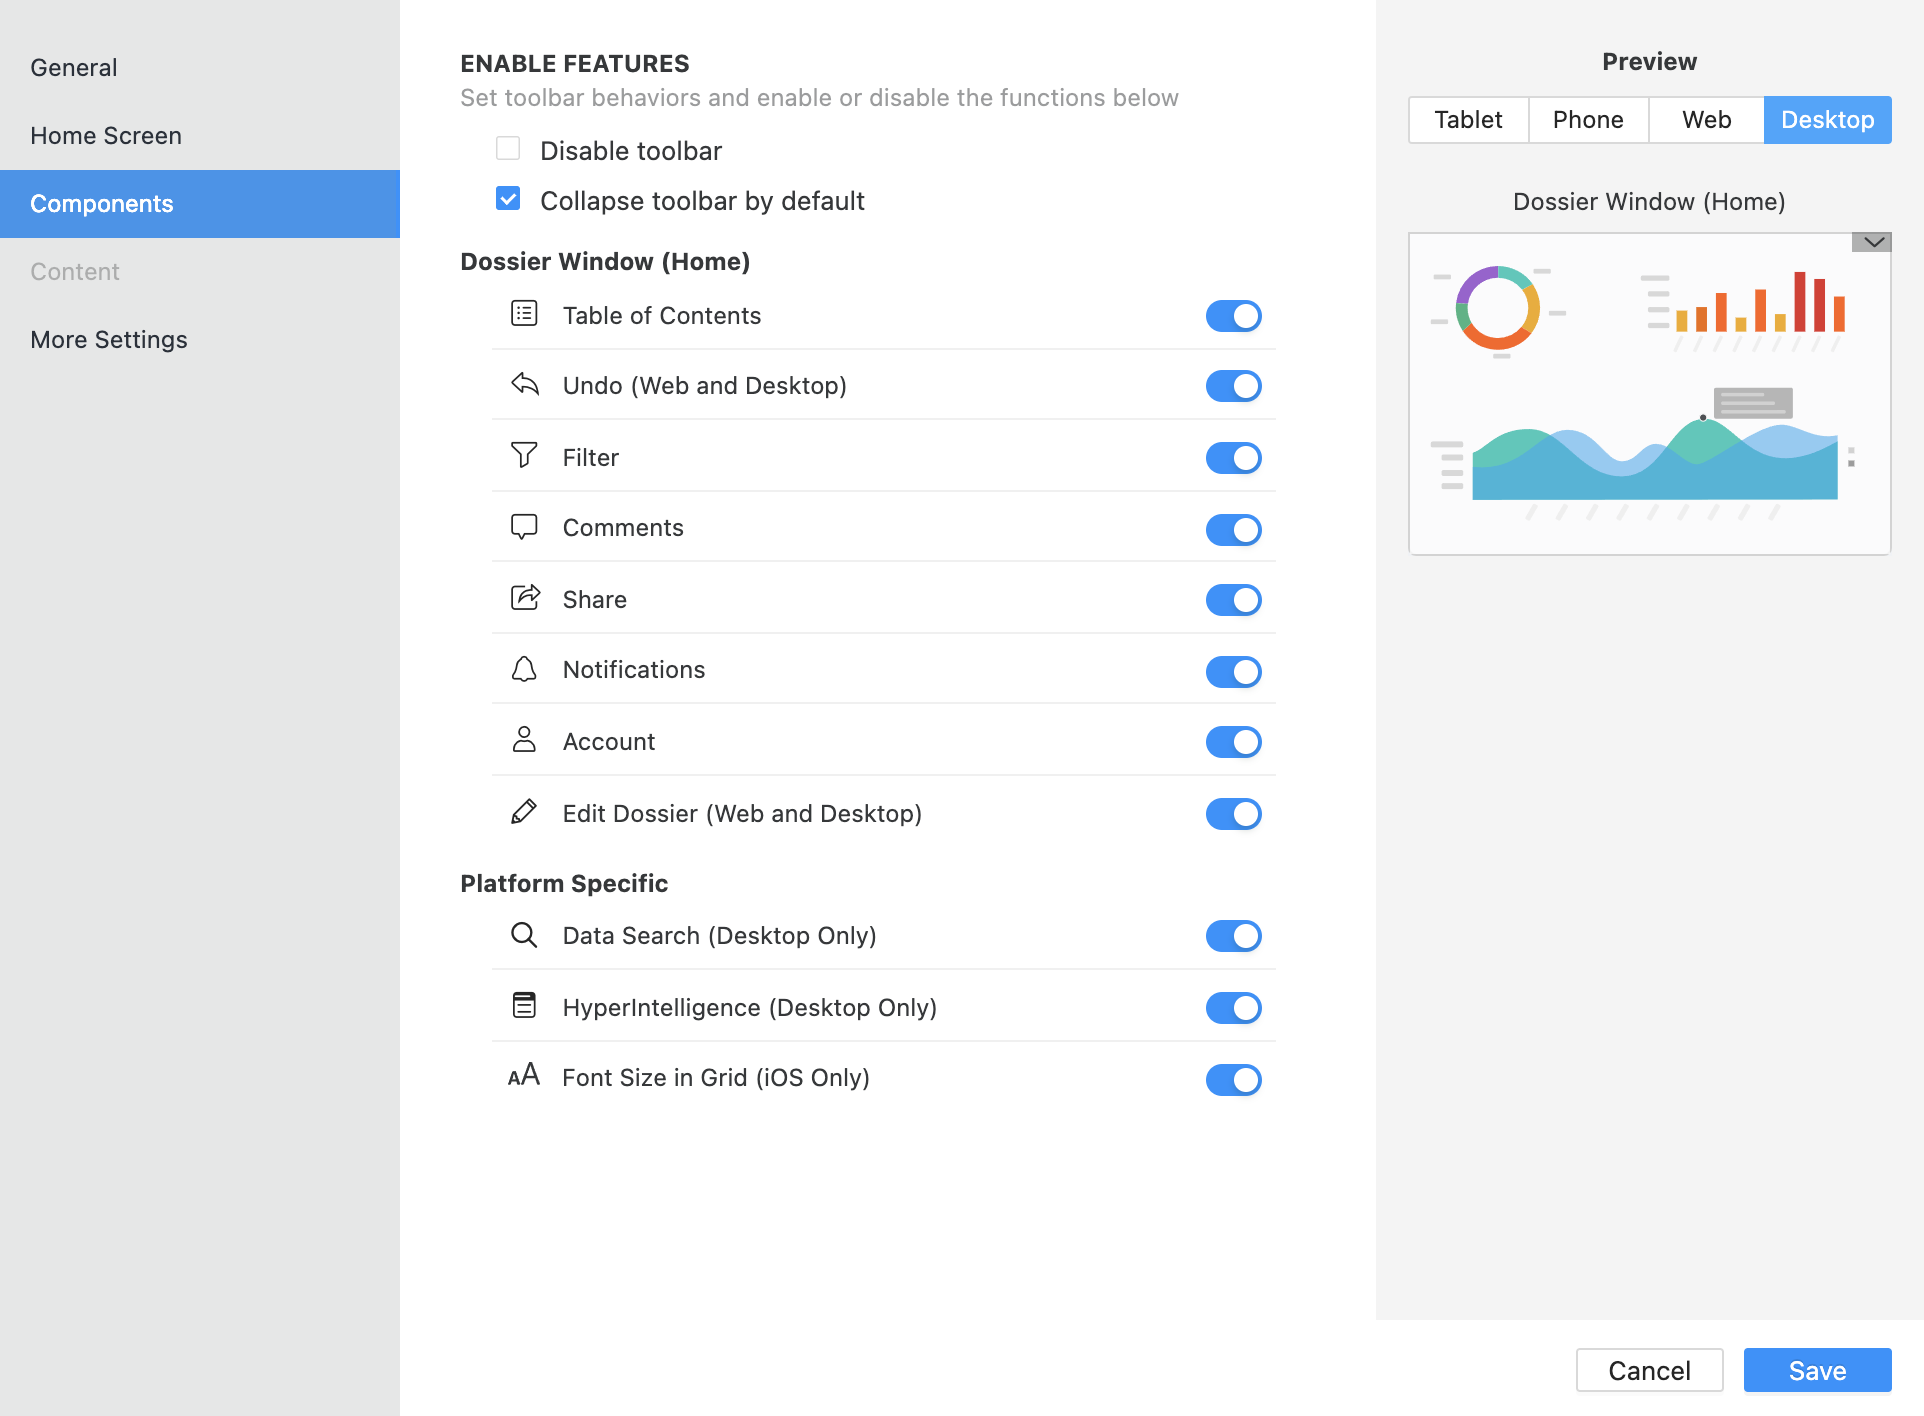 General
Home Screen
Components
Content
More Settings
ENABLE FEATURES
Set toolbar behaviors and enable or disable the functions below
Disable toolbar
Collapse toolbar by default
Dossier Window (Home)
Table of Contents
Undo (Web and Desktop)
Filter
Comments
Share
Notifications
Account
Edit Dossier (Web and Desktop)
Platform Specific
Data Search (Desktop Only)
HyperIntelligence (Desktop Only)
AA Font Size in Grid (iOS Only)
Preview
Tablet Phone Web Desktop
Dossier Window (Home)
Cancel Save